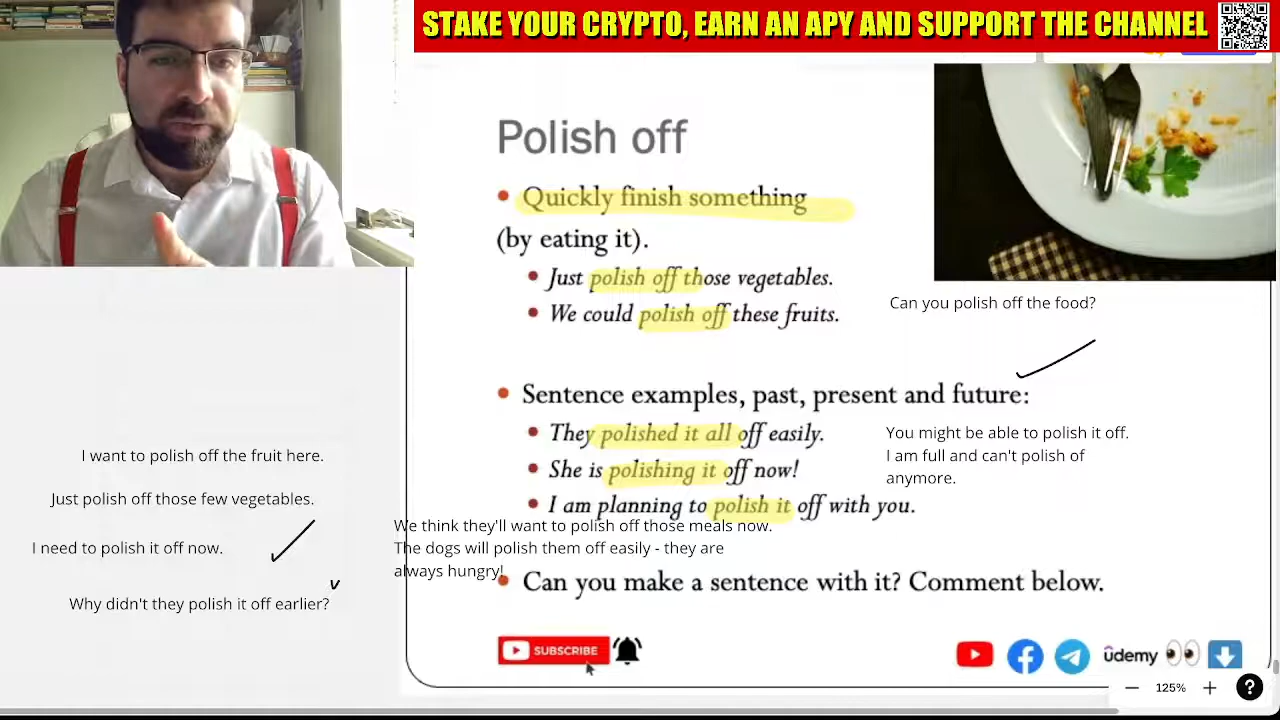 STAKE YOUR CRYPTO, EARN AN APY AND SUPPORT THE CHANNEL
Polish off
Quickly finish something
(by eating it).
Just polish off those vegetables.
We could polish off these fruits.
Can you polish off the food?
Sentence examples, past, present and future:
They polished it all off easily.
She is polishing it off now!
I am planning to polish it off with you.
You might be able to polish it off.
I am full and can't polish of
anymore.
I want to polish off the fruit here.
Just polish off those few vegetables.
I need to polish it off now.
Why didn't they polish it off earlier?
We think they'll want to polish off those meals now.
The dogs will polish them off easily - they are
always hungry!
Can you make a sentence with it? Comment below.
SUBSCRIBE
ûdemy
125%